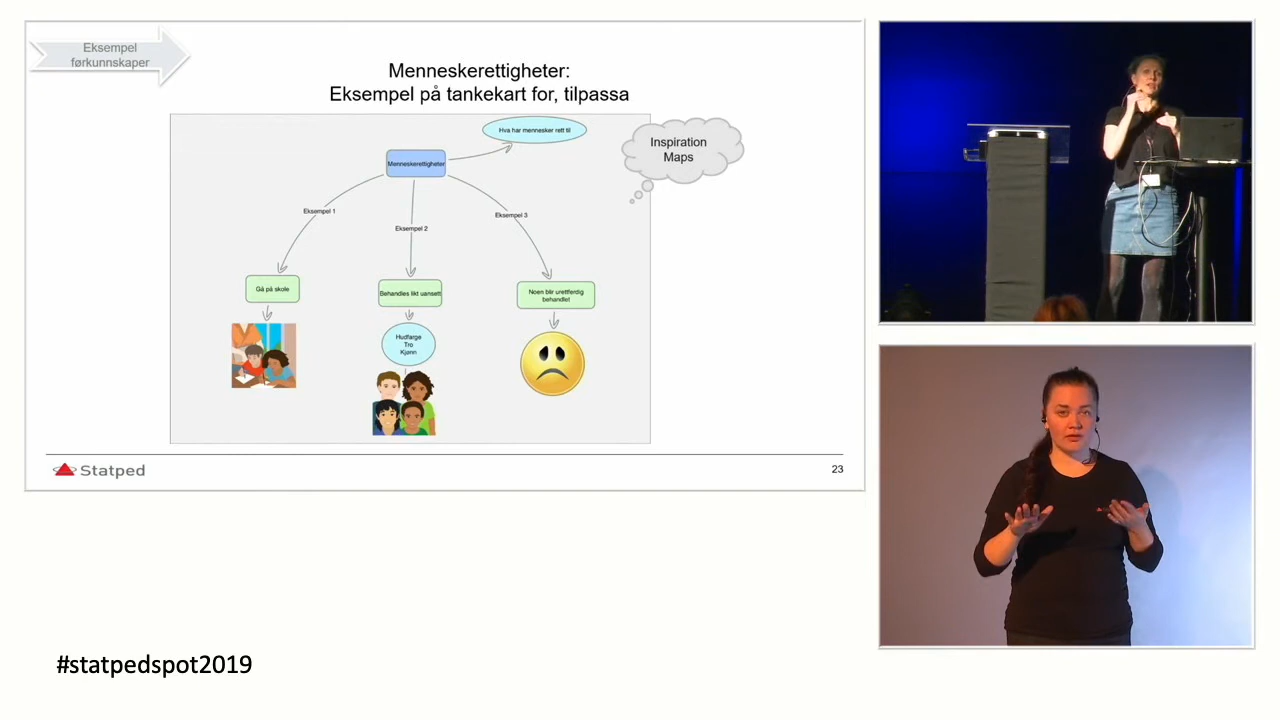 Eksempel
førkunnskaper
Menneskerettigheter:
Eksempel på tankekart for, tilpassa
Hva har mennesker rett til
Inspiration
Maps
Menneskerettigheter
Eksempel 1
Eksempel 2
Eksempel 3
Gå på skole
Behandles likt uansett
Noen blir urettferdig
behandlet
Hudfarge
Tro
Kjønn
Statped
23
#statpedspot2019